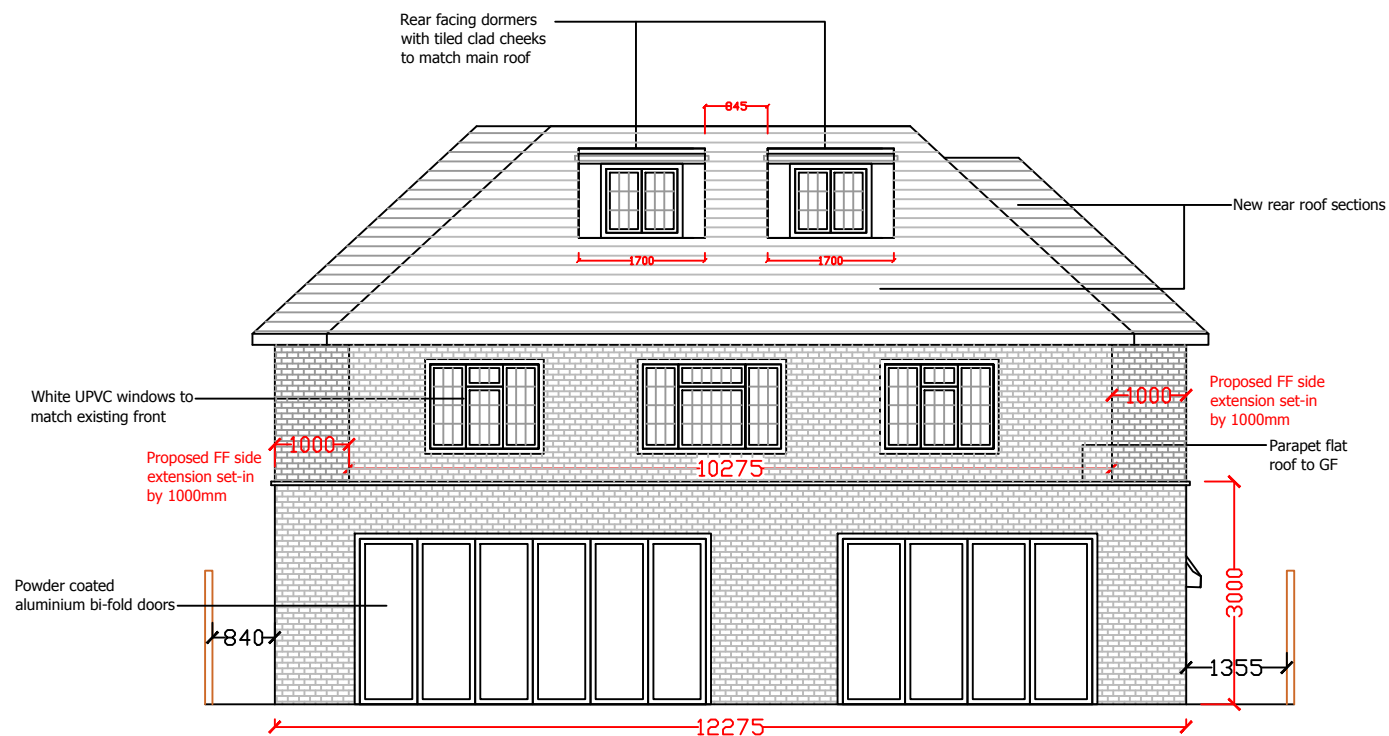 Rear facing dormers
with tiled clad cheeks
to match main roof
845
New rear roof sections
1700
1700
White UPVC windows to
match existing front
1000
Proposed FF side
extension set-in
by 1000mm
1000
Proposed FF side
extension set-in
by 1000mm
10275
Parapet flat
roof to GF
Powder coated
aluminium bi-fold doors
3000
840
1355
12275